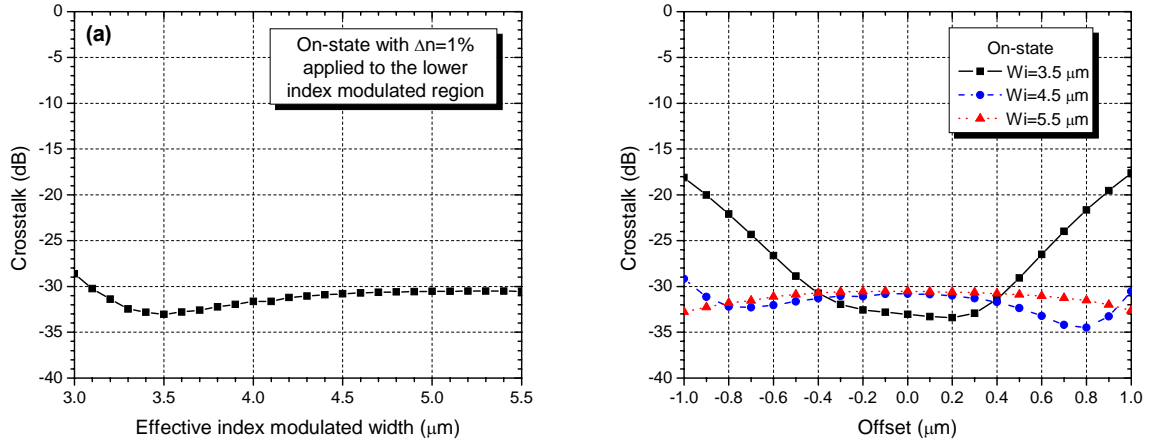 (a)
On-state with Δn=1%
applied to the lower
index modulated region
Crosstalk (dB)
0
-5
-10
-15
-20
-25
-30
-35
-40
3.0 3.5 4.0 4.5 5.0 5.5
Effective index modulated width (μm)
On-state
Wi=3.5 μm
Wi=4.5 μm
Wi=5.5 μm
Crosstalk (dB)
0
-5
-10
-15
-20
-25
-30
-35
-40
-1.0 -0.8 -0.6 -0.4 -0.2 0.0 0.2 0.4 0.6 0.8 1.0
Offset (μm)